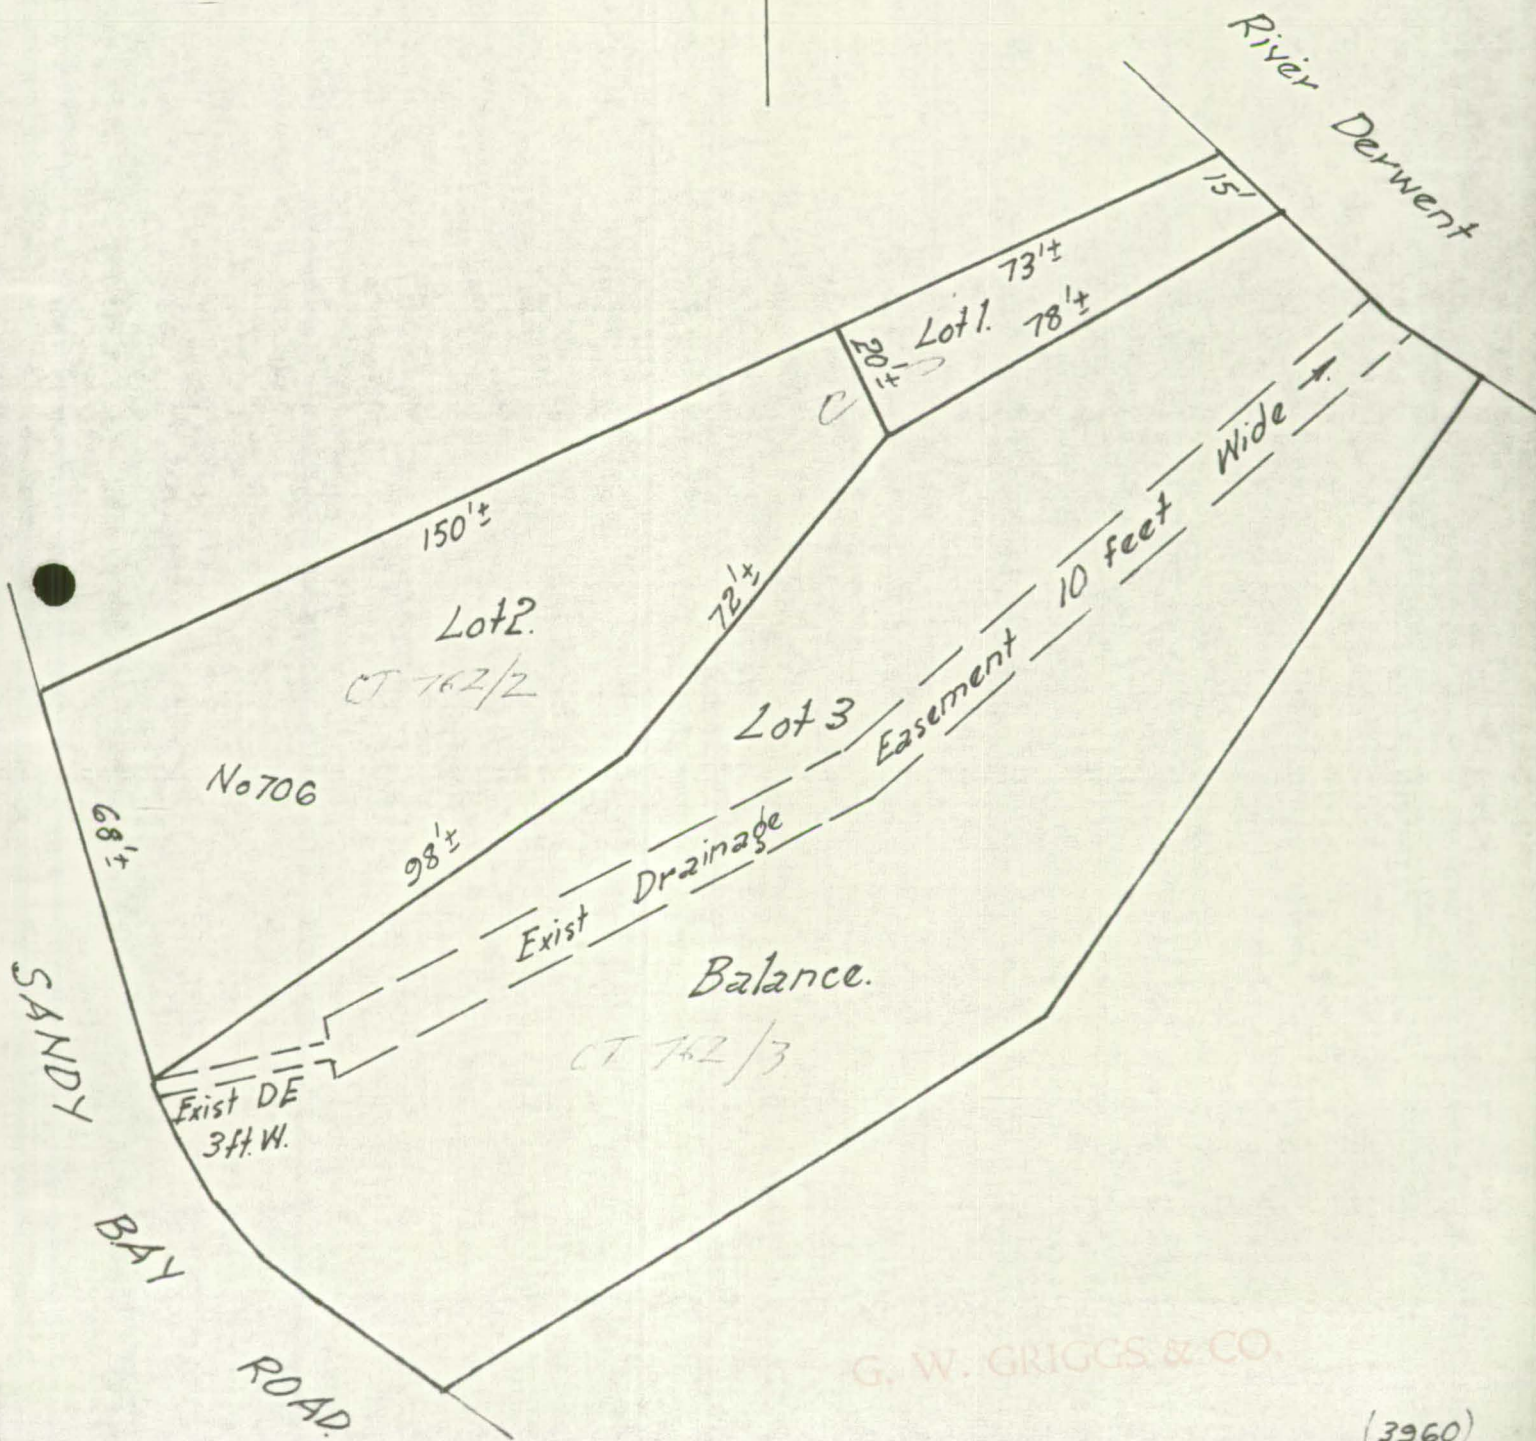 River Derwent
15'
73'±
Lot 1.
78'±
20'±
150'±
72'±
Lot 2.
CT 762/2
Lot 3
No 706
68'±
98'±
Exist Drainage Easement 10 feet Wide
Balance.
CT 762/3
Exist DE
3ft. W.
SANDY
BAY
ROAD.
G. W. GRIGGS & CO.
(3960)